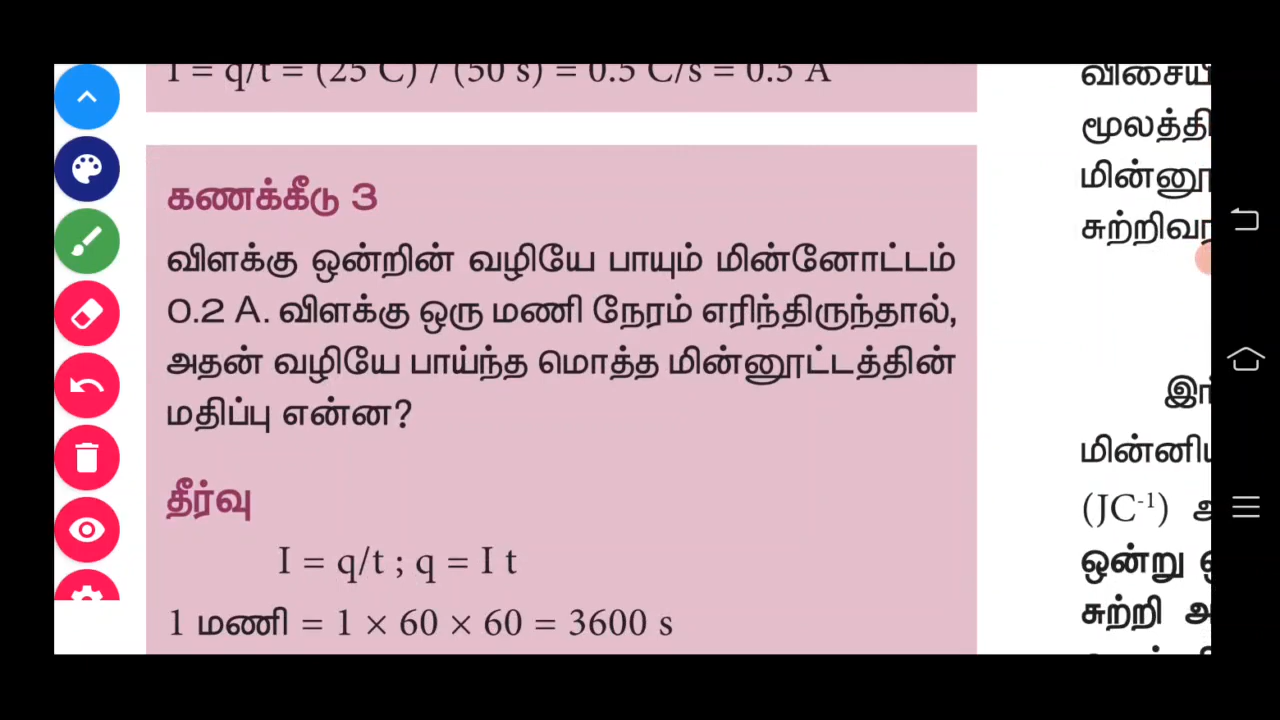 I = q/t = (25 C) / (50 s) = 0.5 C/s = 0.5 A
கணக்கீடு 3
விளக்கு ஒன்றின் வழியே பாயும் மின்னோட்டம்
0.2 A. விளக்கு ஒரு மணி நேரம் எரிந்திருந்தால்,
அதன் வழியே பாய்ந்த மொத்த மின்னூட்டத்தின்
மதிப்பு என்ன?
தீர்வு
I = q/t ; q = I t
1 மணி = 1 × 60 × 60 = 3600 s
மூலத்தி
(JC⁻¹)
ஒன்று
சுற்றி